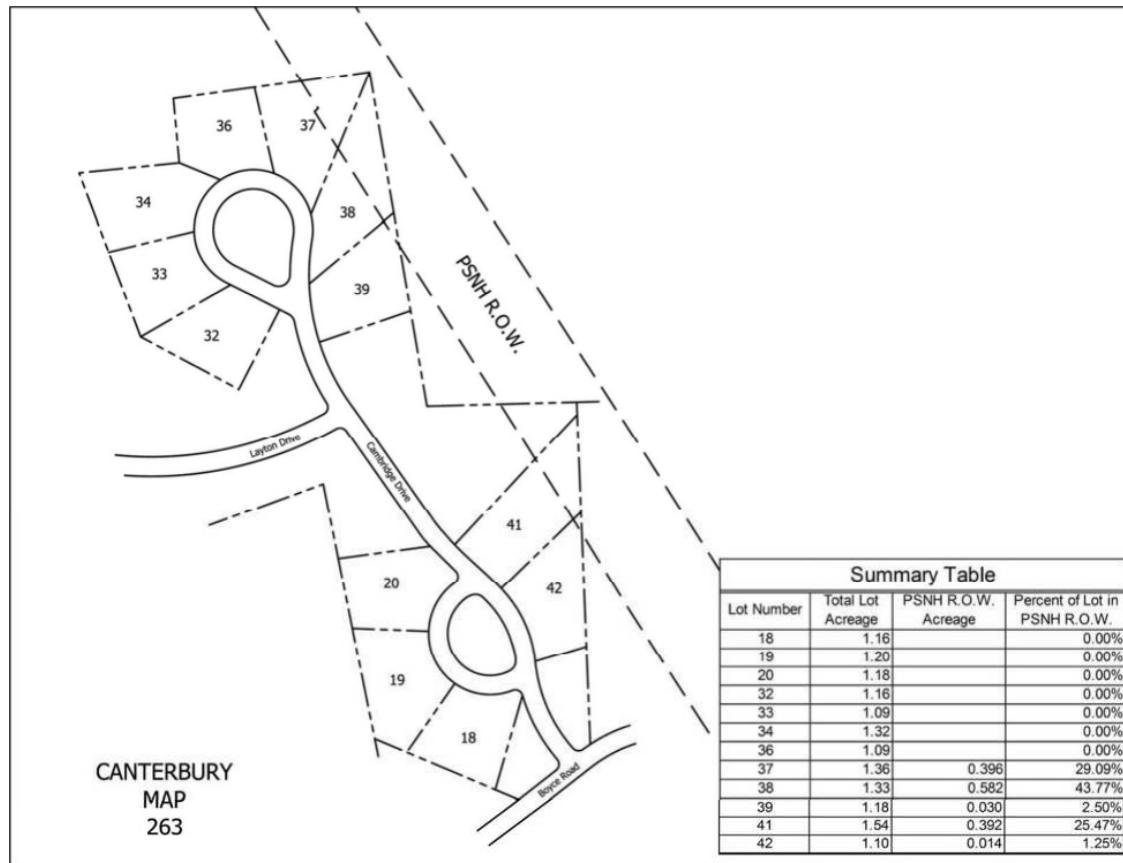 36
37
34
38
33
39
32
PSNH R.O.W.
Layton Drive
Cambridge Drive
41
20
42
19
18
Boyce Road
CANTERBURY
MAP
263
Summary Table
Lot Number Total Lot Acreage PSNH R.O.W. Acreage Percent of Lot in PSNH R.O.W.
18 1.16 0.00%
19 1.20 0.00%
20 1.18 0.00%
32 1.16 0.00%
33 1.09 0.00%
34 1.32 0.00%
36 1.09 0.00%
37 1.36 0.396 29.09%
38 1.33 0.582 43.77%
39 1.18 0.030 2.50%
41 1.54 0.392 25.47%
42 1.10 0.014 1.25%